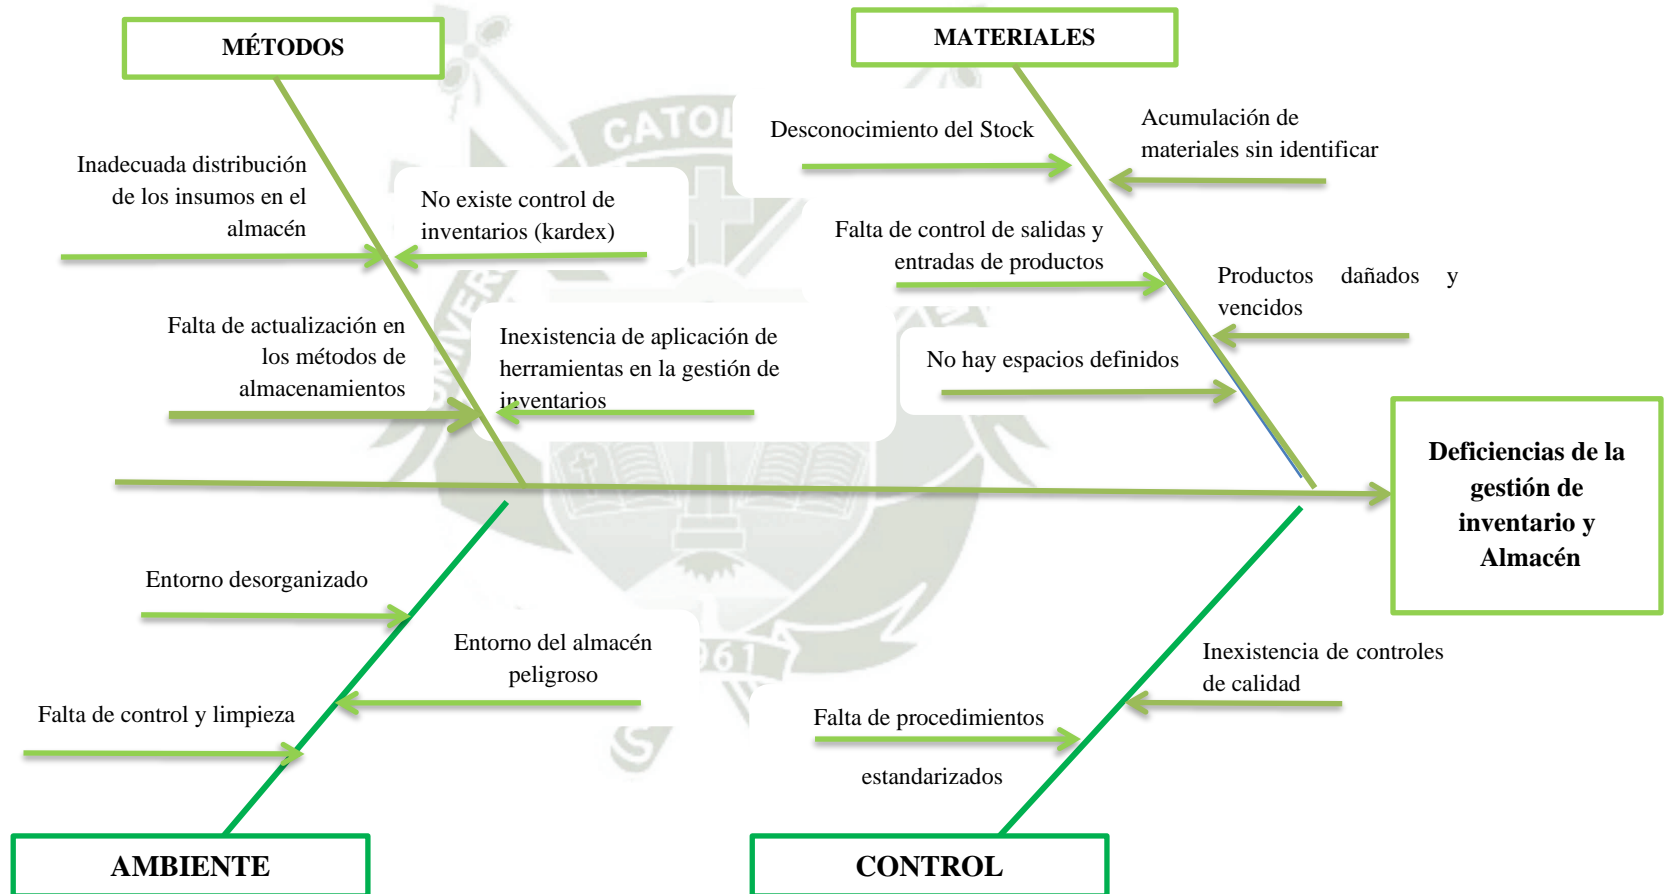 MÉTODOS
MATERIALES
Desconocimiento del Stock
Acumulación de
materiales sin identificar
Inadecuada distribución
de los insumos en el
almacén
No existe control de
inventarios (kardex)
Falta de control de salidas y
entradas de productos
Productos dañados y
vencidos
Falta de actualización en
los métodos de
almacenamientos
Inexistencia de aplicación de
herramientas en la gestión de
inventarios
No hay espacios definidos
Deficiencias de la
gestión de
inventario y
Almacén
Entorno desorganizado
Entorno del almacén
peligroso
Falta de control y limpieza
Inexistencia de controles
de calidad
Falta de procedimientos
estandarizados
AMBIENTE
CONTROL